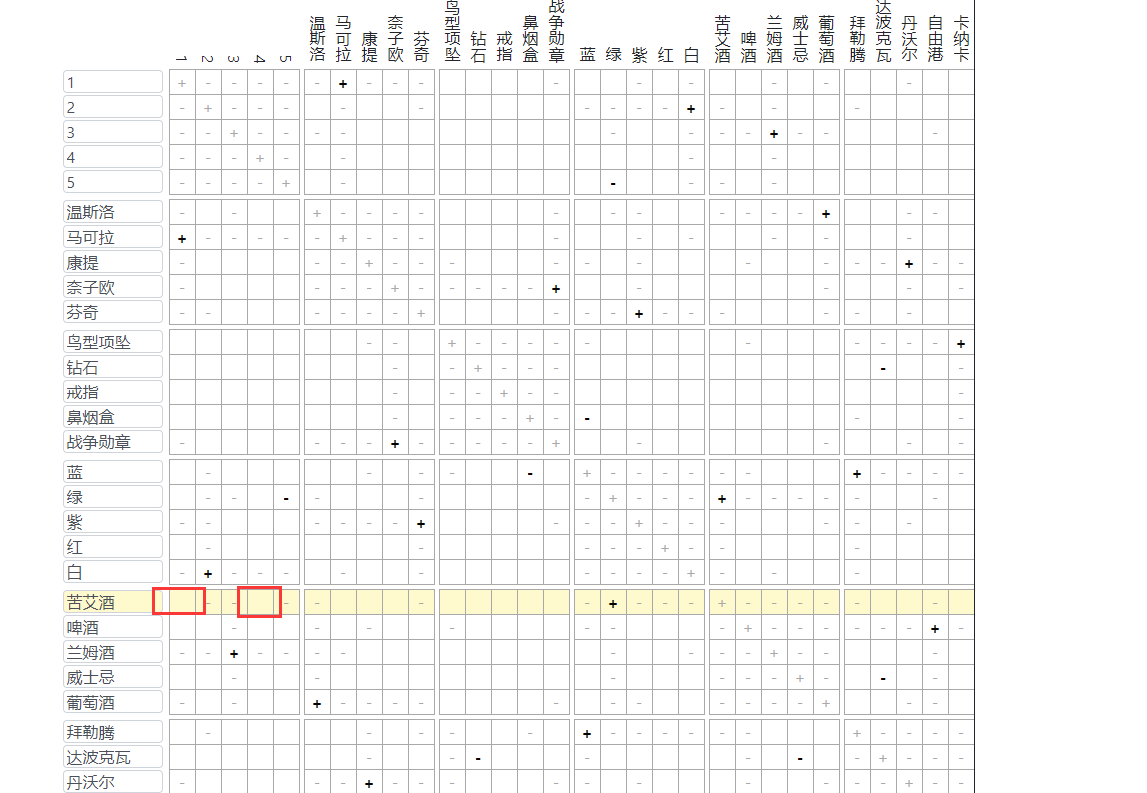 1 2 3 4 5 温斯洛 马可拉 康提 奈子欧 芬奇 鸟型项坠 钻石 戒指 鼻烟盒 战争勋章 蓝 绿 紫 红 白 苦艾酒 啤酒 兰姆酒 威士忌 葡萄酒 拜勒腾 达波克瓦 丹沃尔 自由港 卡纳卡
1
2
3
4
5
温斯洛
马可拉
康提
奈子欧
芬奇
鸟型项坠
钻石
戒指
鼻烟盒
战争勋章
蓝
绿
紫
红
白
苦艾酒
啤酒
兰姆酒
威士忌
葡萄酒
拜勒腾
达波克瓦
丹沃尔